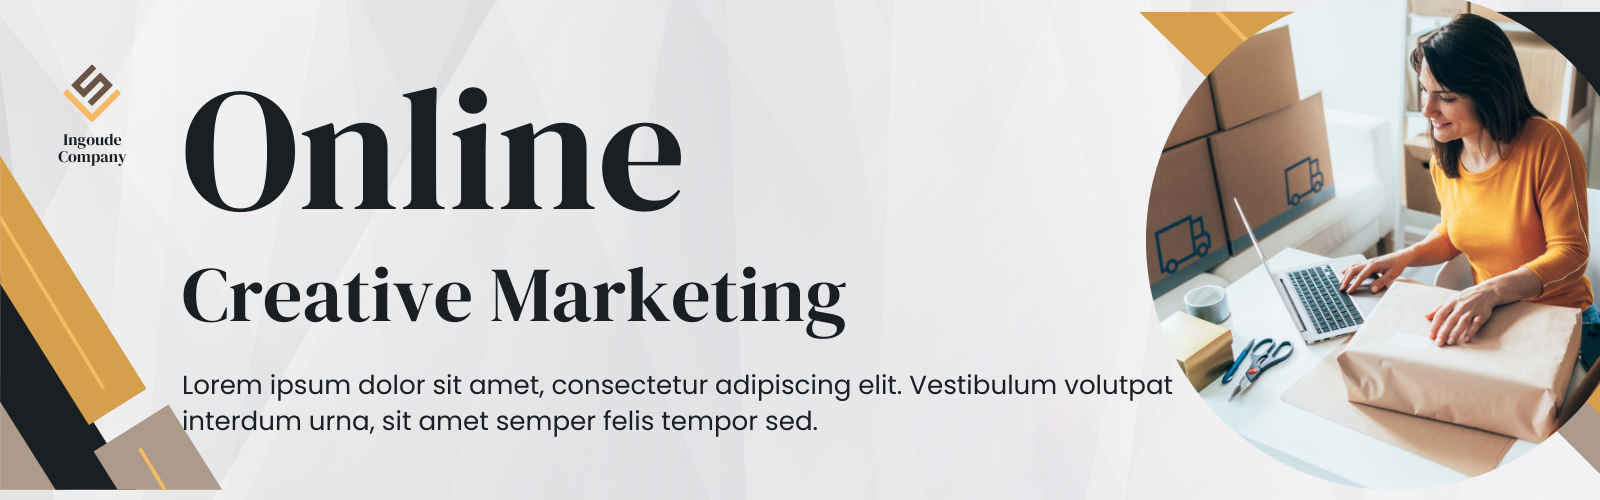 Ingoude
Company
Online
Creative Marketing
Lorem ipsum dolor sit amet, consectetur adipiscing elit. Vestibulum volutpat
interdum urna, sit amet semper felis tempor sed.